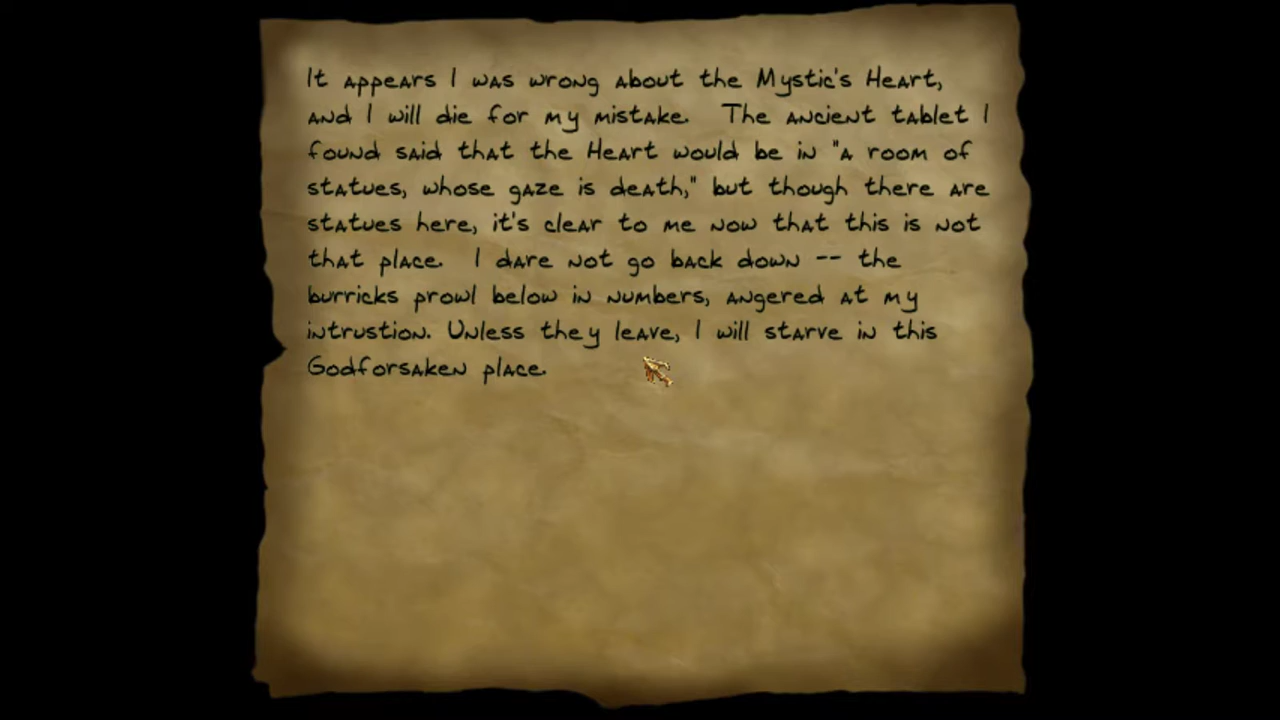 It appears I was wrong about the Mystic's Heart,
and I will die for my mistake.  The ancient tablet I
found said that the Heart would be in "a room of
statues, whose gaze is death," but though there are
statues here, it's clear to me now that this is not
that place.  I dare not go back down -- the
burricks prowl below in numbers, angered at my
intrustion. Unless they leave, I will starve in this
Godforsaken place.